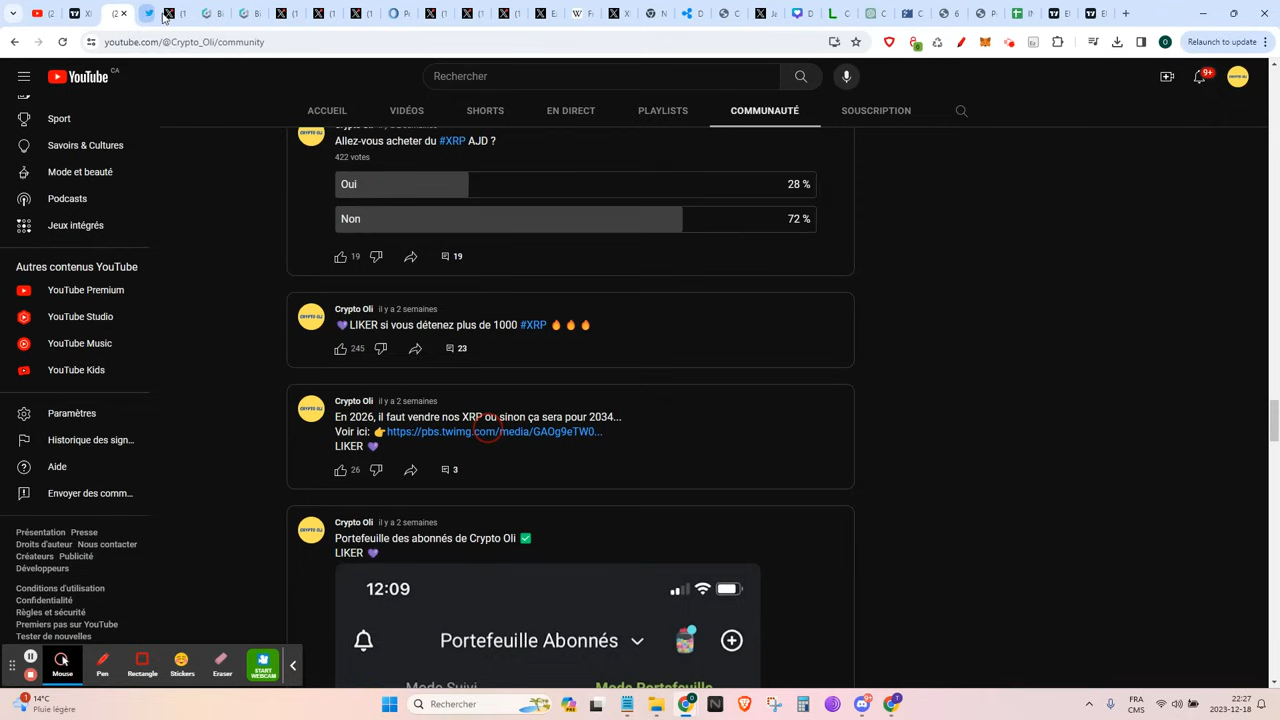 youtube.com/@Crypto_Oli/community
Relaunch to update
YouTube CA
Rechercher
9+
ACCUEIL VIDÉOS SHORTS EN DIRECT PLAYLISTS COMMUNAUTÉ SOUSCRIPTION
Sport
Savoirs & Cultures
Mode et beauté
Podcasts
Jeux intégrés
Autres contenus YouTube
YouTube Premium
YouTube Studio
YouTube Music
YouTube Kids
Paramètres
Historique des sign...
Aide
Envoyer des comm...
Présentation Presse
Droits d'auteur Nous contacter
Créateurs Publicité
Développeurs
Conditions d'utilisation
Confidentialité
Règles et sécurité
Premiers pas sur YouTube
Tester de nouvelles
Allez-vous acheter du #XRP AJD ?
422 votes
Oui 28 %
Non 72 %
19 19
Crypto Oli il y a 2 semaines
💜LIKER si vous détenez plus de 1000 #XRP 🔥🔥🔥
245 23
Crypto Oli il y a 2 semaines
En 2026, il faut vendre nos XRP ou sinon ça sera pour 2034...
Voir ici: 👉https://pbs.twimg.com/media/GAOg9eTW0...
LIKER 💜
26 3
Crypto Oli il y a 2 semaines
Portefeuille des abonnés de Crypto Oli ✅
LIKER 💜
12:09
Portefeuille Abonnés
Mode Suivi Mode Portefeuille
Mouse Pen Rectangle Stickers Eraser START WEBCAM
14°C
Pluie légère
Rechercher
FRA
CMS
22:27
2023-12-18